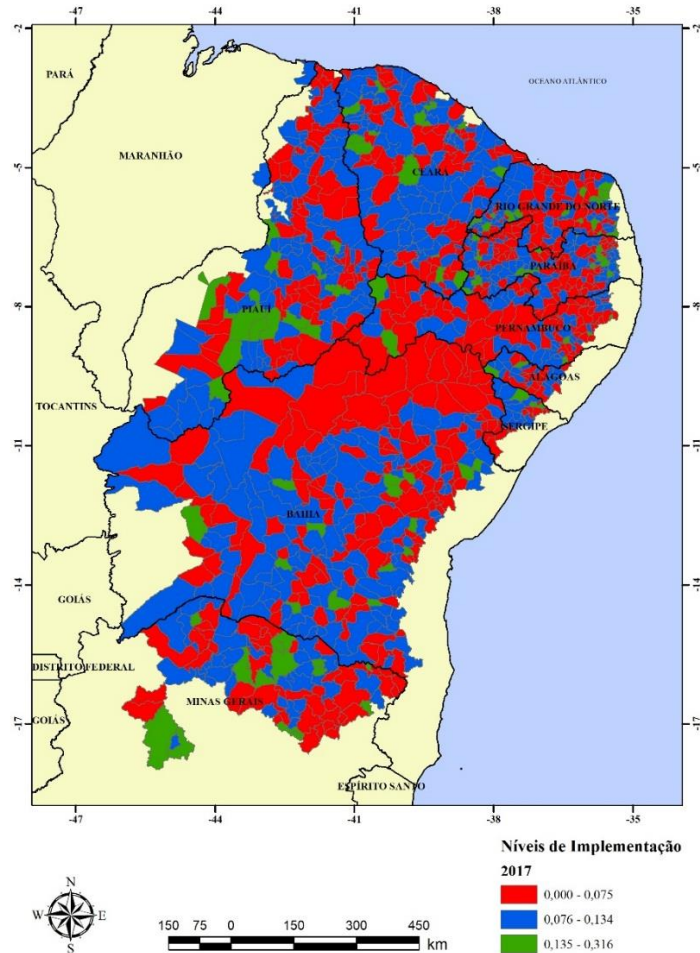 -47 -44 -41 -38 -35
-2 -2
PARÁ
OCEANO ATLÂNTICO
MARANHÃO
CEARÁ
-5 -5
RIO GRANDE DO NORTE
PARAÍBA
-8 -8
PIAUÍ
PERNAMBUCO
ALAGOAS
TOCANTINS
SERGIPE
-11 -11
BAHIA
-14 -14
GOIÁS
DISTRITO FEDERAL
MINAS GERAIS
GOIÁS
-17 -17
ESPÍRITO SANTO
-47 -44 -41 -38 -35
Níveis de Implementação
2017
0,000 - 0,075
0,076 - 0,134
0,135 - 0,316
N
W E
S
150 75 0 150 300 450
km